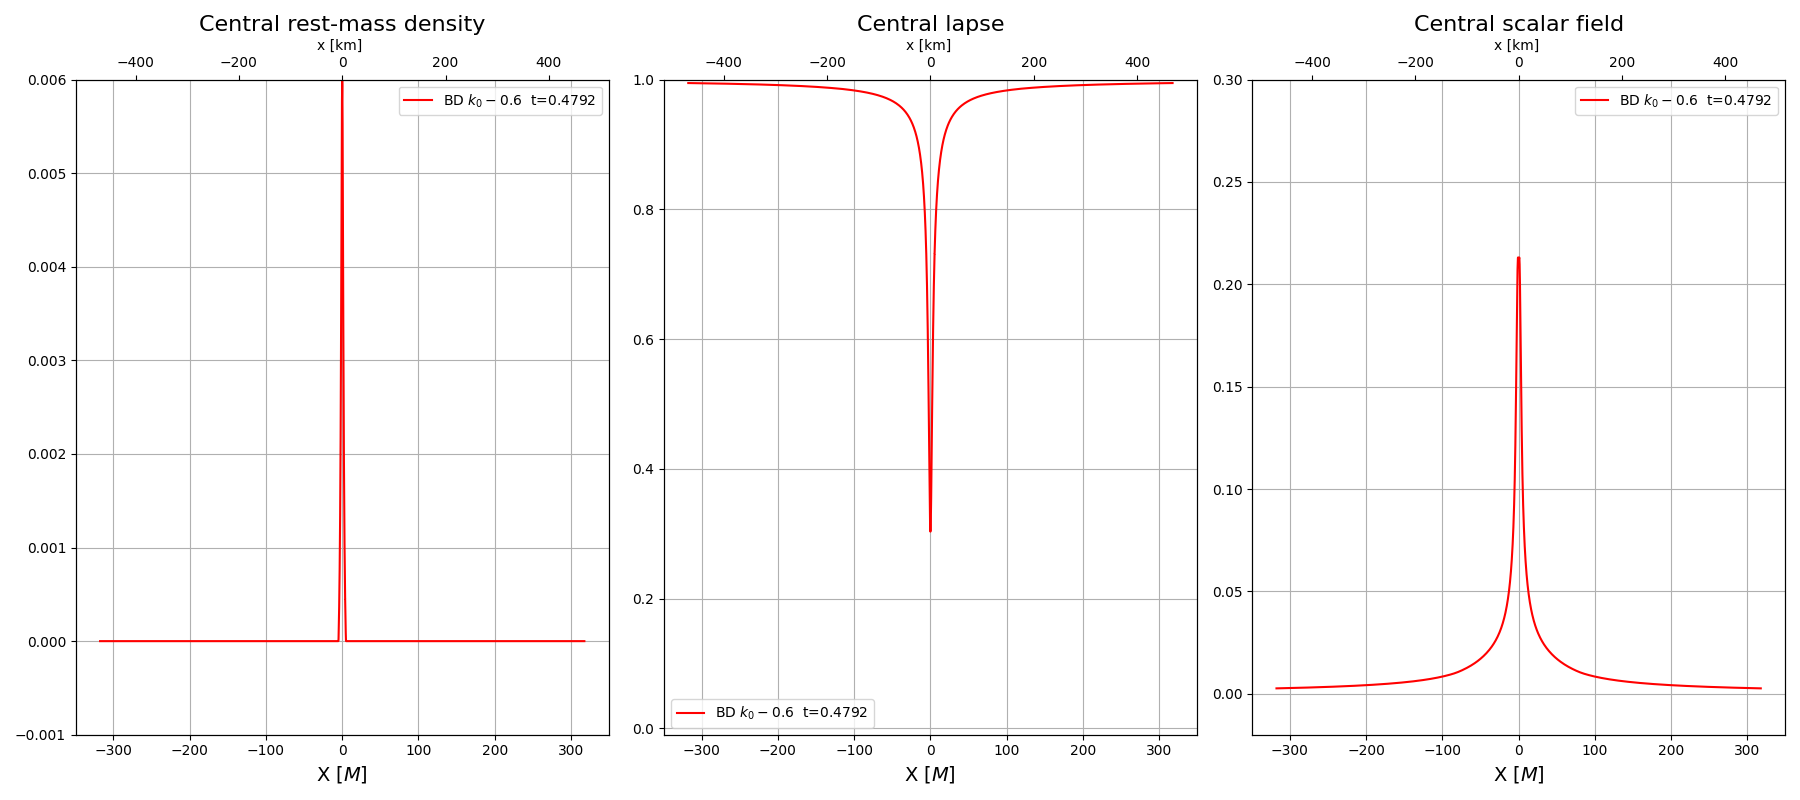 Central rest-mass density
x [km]
−400 −200 0 200 400
0.006
0.005
0.004
0.003
0.002
0.001
0.000
−0.001
BD k₀ − 0.6 t=0.4792
−300 −200 −100 0 100 200 300
X [M]
Central lapse
x [km]
−400 −200 0 200 400
1.0
0.8
0.6
0.4
0.2
0.0
BD k₀ − 0.6 t=0.4792
−300 −200 −100 0 100 200 300
X [M]
Central scalar field
x [km]
−400 −200 0 200 400
0.30
0.25
0.20
0.15
0.10
0.05
0.00
BD k₀ − 0.6 t=0.4792
−300 −200 −100 0 100 200 300
X [M]